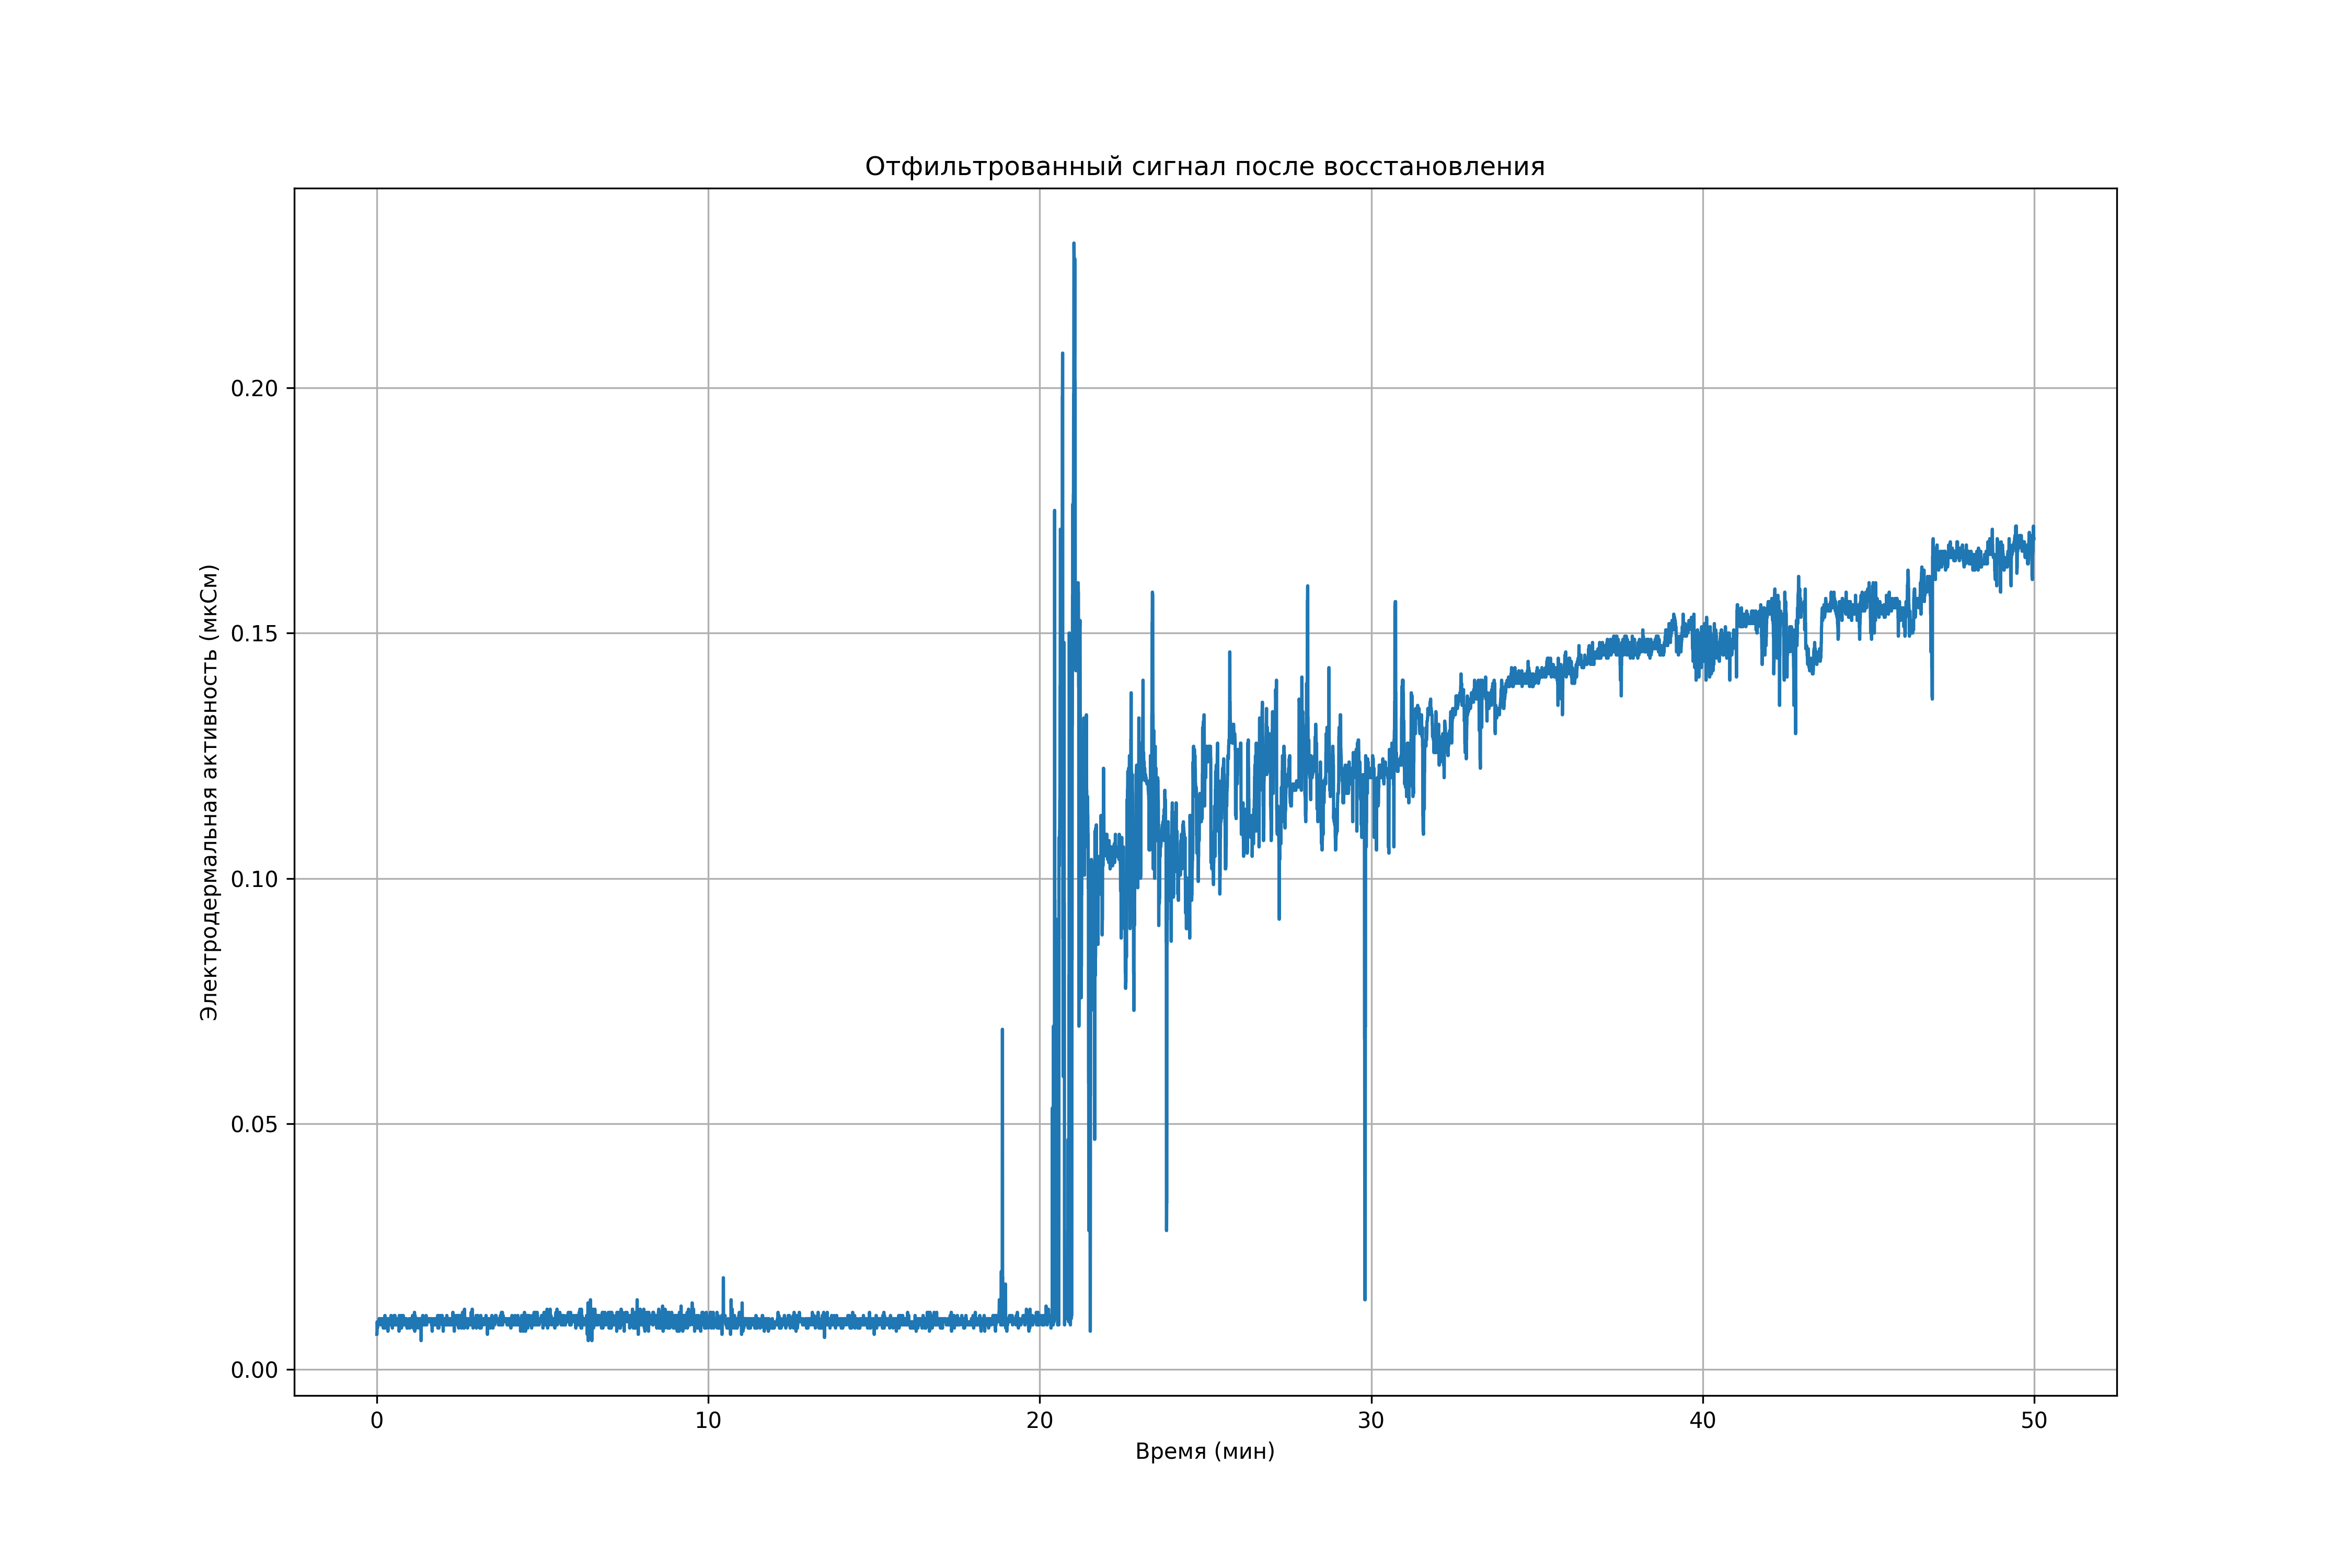 Отфильтрованный сигнал после восстановления
Электродермальная активность (мкСм)
0.20
0.15
0.10
0.05
0.00
0 10 20 30 40 50
Время (мин)